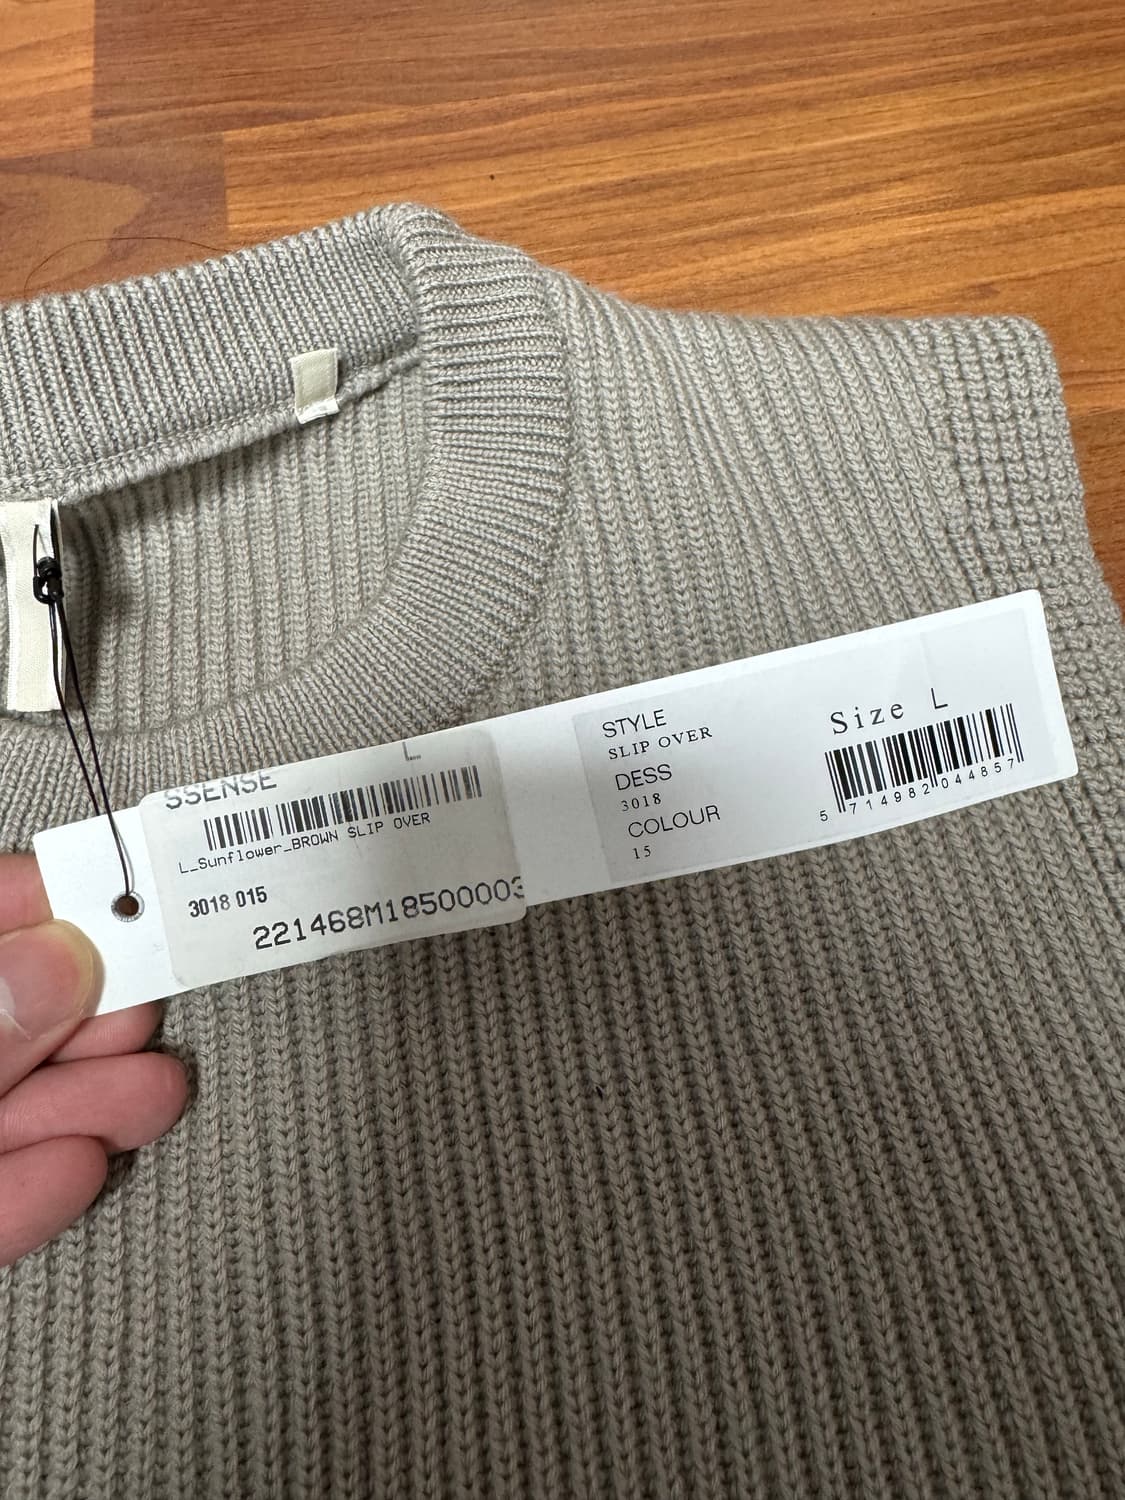 SSENSE
L
L_Sunflower_BROWN SLIP OVER
3018 015
221468M18500003
STYLE
SLIP OVER
DESS
3018
COLOUR
15
Size L
5 714982 044857